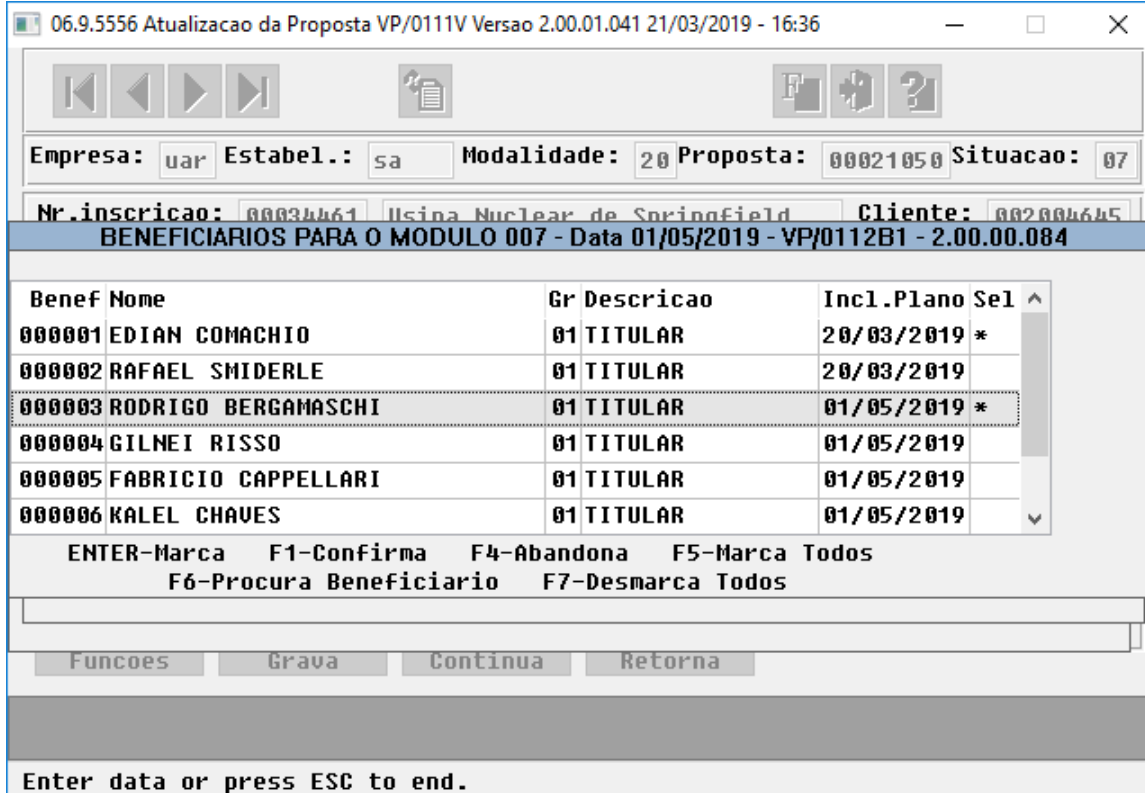 06.9.5556 Atualizacao da Proposta VP/0111V Versao 2.00.01.041 21/03/2019 - 16:36
Empresa: uar Estabel.: sa Modalidade: 20 Proposta: 00021050 Situacao: 07
Nr.inscricao: 00034461 Usina Nuclear de Springfield Cliente: 002004645
BENEFICIARIOS PARA O MODULO 007 - Data 01/05/2019 - VP/0112B1 - 2.00.00.084
Benef Nome Gr Descricao Incl.Plano Sel
000001 EDIAN COMACHIO 01 TITULAR 20/03/2019 *
000002 RAFAEL SMIDERLE 01 TITULAR 20/03/2019
000003 RODRIGO BERGAMASCHI 01 TITULAR 01/05/2019 *
000004 GILNEI RISSO 01 TITULAR 01/05/2019
000005 FABRICIO CAPPELLARI 01 TITULAR 01/05/2019
000006 KALEL CHAVES 01 TITULAR 01/05/2019
ENTER-Marca F1-Confirma F4-Abandona F5-Marca Todos
F6-Procura Beneficiario F7-Desmarca Todos
Funcoes Grava Continua Retorna
Enter data or press ESC to end.